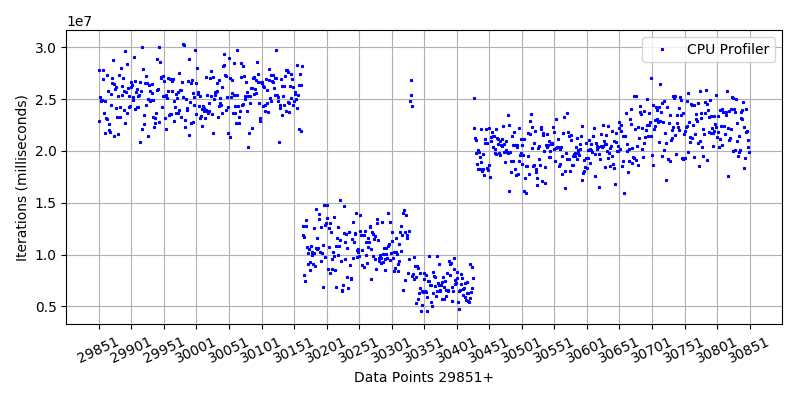 1e7
CPU Profiler
3.0
2.5
2.0
1.5
1.0
0.5
Iterations (milliseconds)
29851 29901 29951 30001 30051 30101 30151 30201 30251 30301 30351 30401 30451 30501 30551 30601 30651 30701 30751 30801 30851
Data Points 29851+